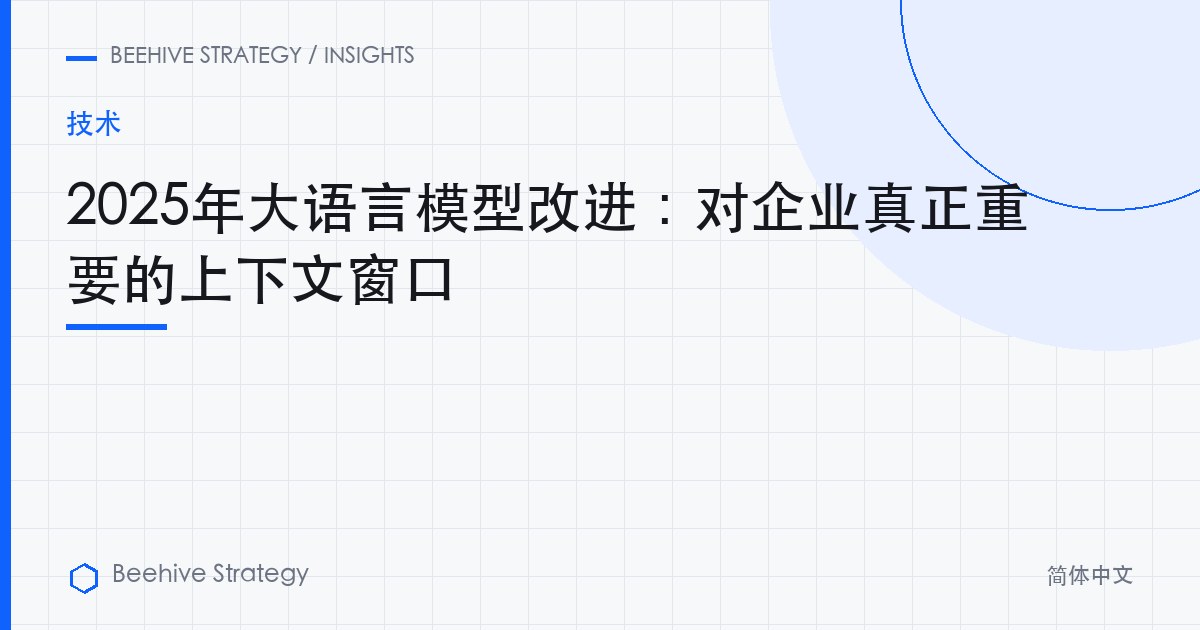 BEEHIVE STRATEGY / INSIGHTS
技术
2025年大语言模型改进：对企业真正重
要的上下文窗口
Beehive Strategy
简体中文